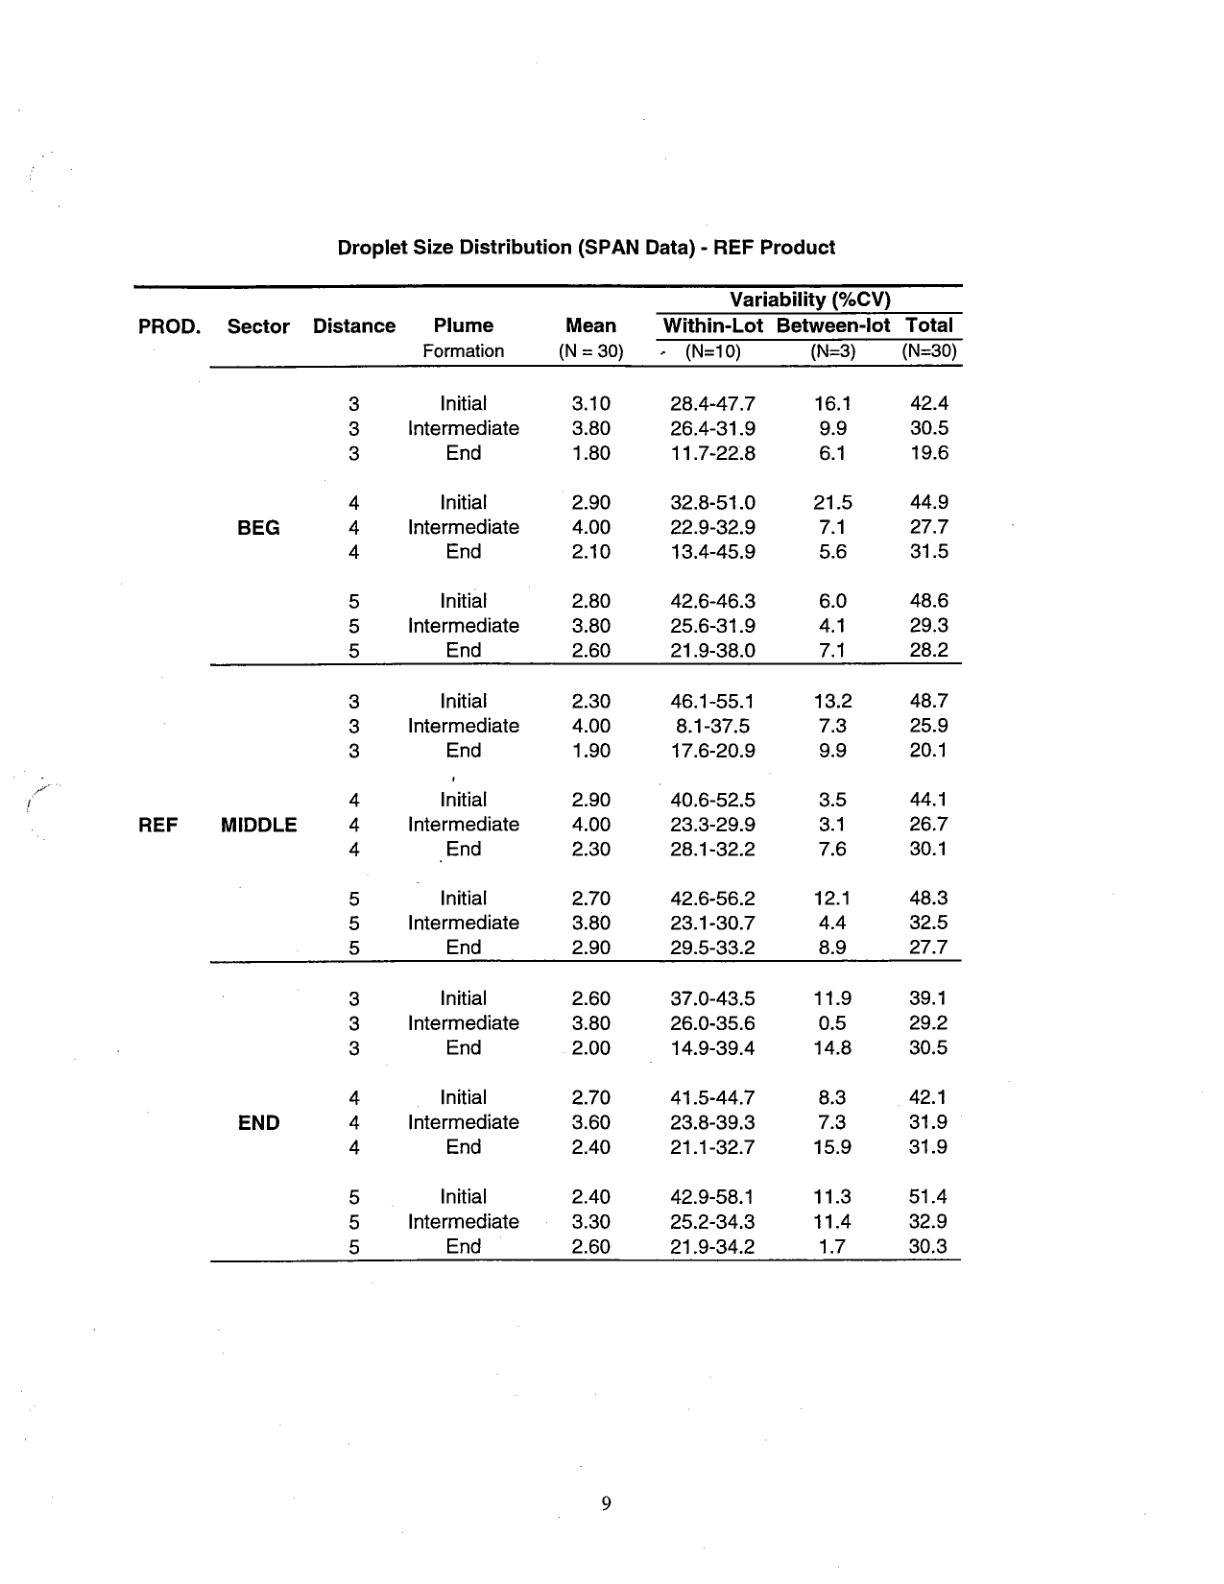 Droplet Size Distribution (SPAN Data) - REF Product
Variability (%CV)
PROD. Sector Distance Plume Mean Within-Lot Between-lot Total
Formation (N = 30) (N=10) (N=3) (N=30)
3 Initial 3.10 28.4-47.7 16.1 42.4
3 Intermediate 3.80 26.4-31.9 9.9 30.5
3 End 1.80 11.7-22.8 6.1 19.6
4 Initial 2.90 32.8-51.0 21.5 44.9
BEG 4 Intermediate 4.00 22.9-32.9 7.1 27.7
4 End 2.10 13.4-45.9 5.6 31.5
5 Initial 2.80 42.6-46.3 6.0 48.6
5 Intermediate 3.80 25.6-31.9 4.1 29.3
5 End 2.60 21.9-38.0 7.1 28.2
3 Initial 2.30 46.1-55.1 13.2 48.7
3 Intermediate 4.00 8.1-37.5 7.3 25.9
3 End 1.90 17.6-20.9 9.9 20.1
4 Initial 2.90 40.6-52.5 3.5 44.1
REF MIDDLE 4 Intermediate 4.00 23.3-29.9 3.1 26.7
4 End 2.30 28.1-32.2 7.6 30.1
5 Initial 2.70 42.6-56.2 12.1 48.3
5 Intermediate 3.80 23.1-30.7 4.4 32.5
5 End 2.90 29.5-33.2 8.9 27.7
3 Initial 2.60 37.0-43.5 11.9 39.1
3 Intermediate 3.80 26.0-35.6 0.5 29.2
3 End 2.00 14.9-39.4 14.8 30.5
4 Initial 2.70 41.5-44.7 8.3 42.1
END 4 Intermediate 3.60 23.8-39.3 7.3 31.9
4 End 2.40 21.1-32.7 15.9 31.9
5 Initial 2.40 42.9-58.1 11.3 51.4
5 Intermediate 3.30 25.2-34.3 11.4 32.9
5 End 2.60 21.9-34.2 1.7 30.3
9